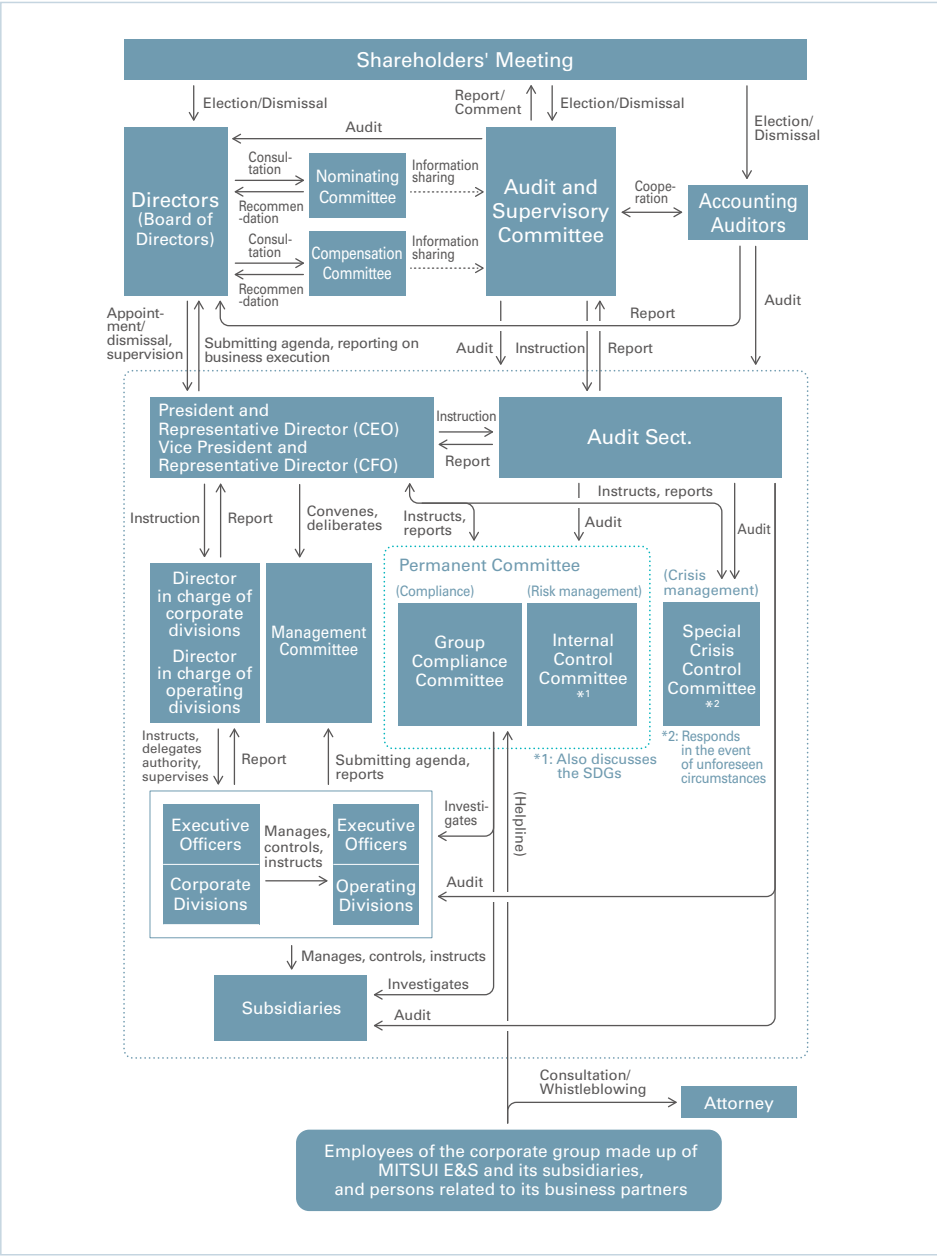 Shareholders' Meeting
Election/Dismissal
Report/
Comment
Election/Dismissal
Election/
Dismissal
Audit
Directors
(Board of
Directors)
Consul-
tation
Recommen
-dation
Nominating
Committee
Information
sharing
Consul-
tation
Recommen
-dation
Compensation
Committee
Information
sharing
Audit and
Supervisory
Committee
Coope-
ration
Accounting
Auditors
Appoint-
ment/
dismissal,
supervision
Submitting agenda, reporting on
business execution
Report
Audit
Audit
Instruction
Report
President and
Representative Director (CEO)
Vice President and
Representative Director (CFO)
Instruction
Report
Audit Sect.
Instruction
Report
Convenes,
deliberates
Instructs,
reports
Audit
Instructs, reports
Audit
Director
in charge of
corporate
divisions
Director
in charge of
operating
divisions
Management
Committee
Permanent Committee
(Compliance)
(Risk management)
Group
Compliance
Committee
Internal
Control
Committee
*1
(Crisis
management)
Special
Crisis
Control
Committee
*2
*1: Also discusses
the SDGs
*2: Responds
in the event
of unforeseen
circumstances
Instructs,
delegates
authority,
supervises
Report
Submitting agenda,
reports
Executive
Officers
Corporate
Divisions
Manages,
controls,
instructs
Executive
Officers
Operating
Divisions
Investi-
gates
(Helpline)
Audit
Manages, controls, instructs
Subsidiaries
Investigates
Audit
Consultation/
Whistleblowing
Attorney
Employees of the corporate group made up of
MITSUI E&S and its subsidiaries,
and persons related to its business partners